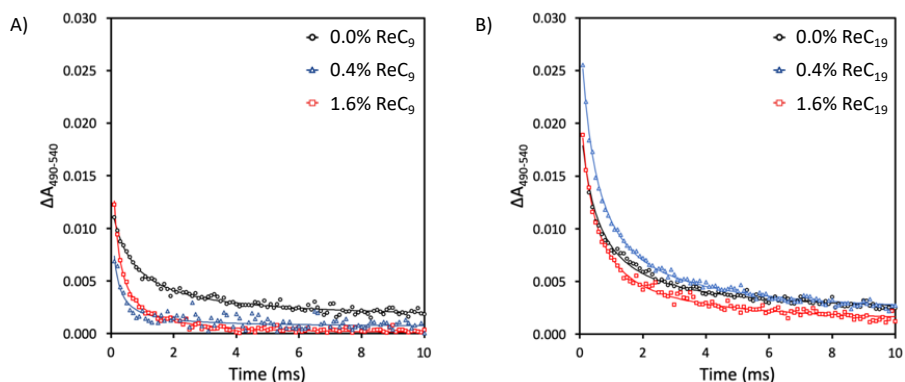 A)
0.030
0.025
0.020
0.015
0.010
0.005
0.000
ΔA₄₉₀₋₅₄₀
0
2
4
6
8
10
Time (ms)
0.0% ReC₉
0.4% ReC₉
1.6% ReC₉
B)
0.030
0.025
0.020
0.015
0.010
0.005
0.000
ΔA₄₉₀₋₅₄₀
0
2
4
6
8
10
Time (ms)
0.0% ReC₁₉
0.4% ReC₁₉
1.6% ReC₁₉